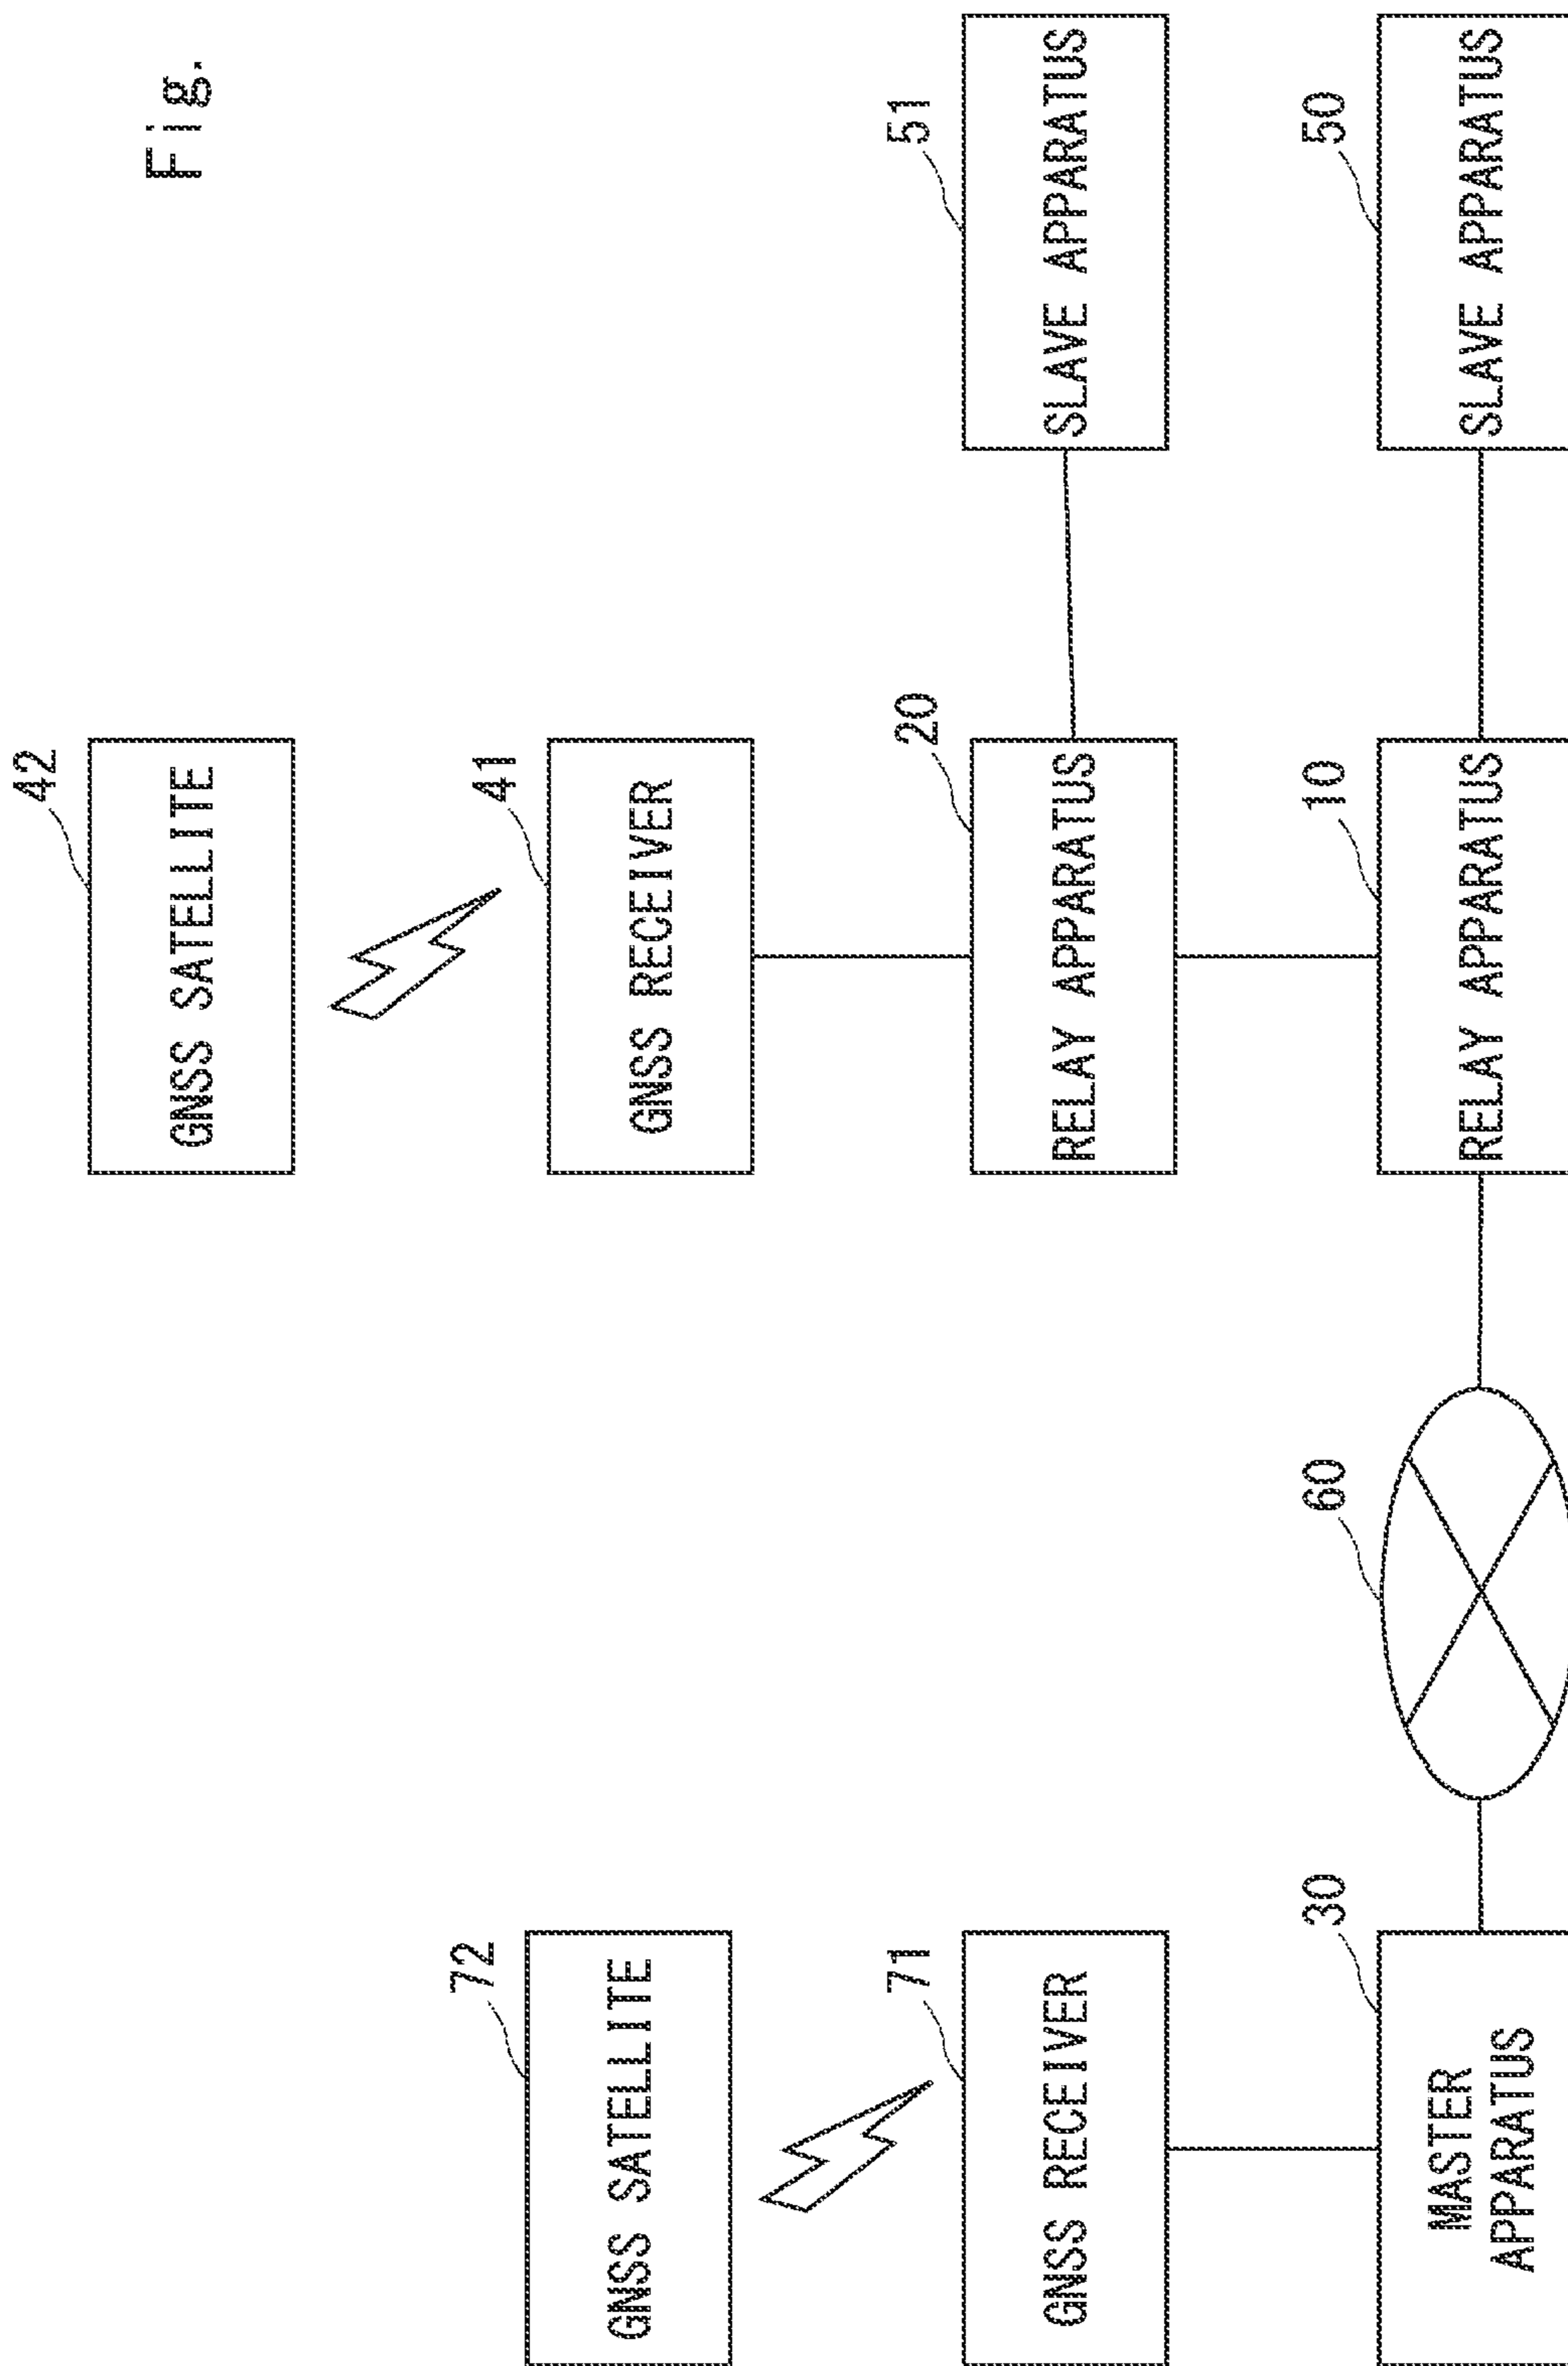 Fig.
42
GNSS SATELLITE
72
GNSS SATELLITE
41
GNSS RECEIVER
71
GNSS RECEIVER
20
RELAY APPARATUS
51
SLAVE APPARATUS
30
MASTER
APPARATUS
60
10
RELAY APPARATUS
50
SLAVE APPARATUS